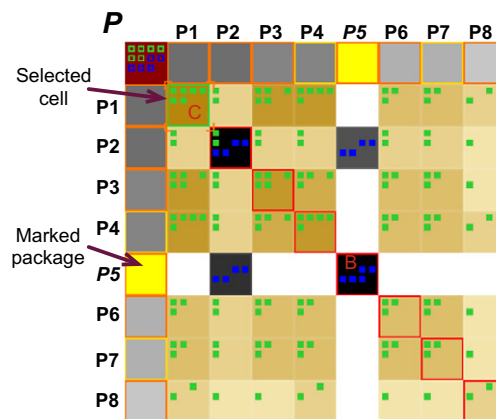 P P1 P2 P3 P4 P5 P6 P7 P8
Selected
cell
P1 C
P2
P3
P4
Marked
package
P5 B
P6
P7
P8